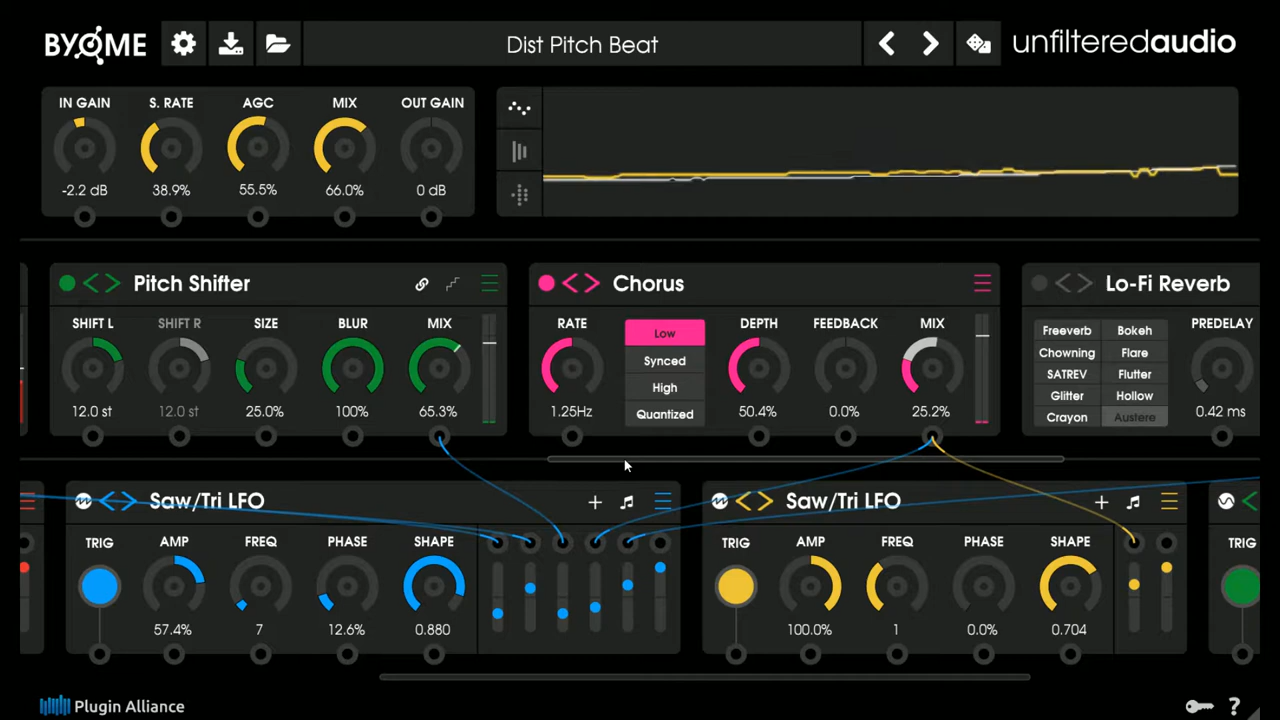 BYOME
Dist Pitch Beat
unfilteredaudio
IN GAIN S. RATE AGC MIX OUT GAIN
-2.2 dB 38.9% 55.5% 66.0% 0 dB
Pitch Shifter
SHIFT L SHIFT R SIZE BLUR MIX
12.0 st 12.0 st 25.0% 100% 65.3%
Chorus
RATE
Low
Synced
High
Quantized
DEPTH FEEDBACK MIX
1.25Hz 50.4% 0.0% 25.2%
Lo-Fi Reverb
Freeverb Bokeh
Chowning Flare
SATREV Flutter
Glitter Hollow
Crayon Austere
PREDELAY
0.42 ms
Saw/Tri LFO
TRIG AMP FREQ PHASE SHAPE
57.4% 7 12.6% 0.880
Saw/Tri LFO
TRIG AMP FREQ PHASE SHAPE
100.0% 1 0.0% 0.704
TRIG
Plugin Alliance
?